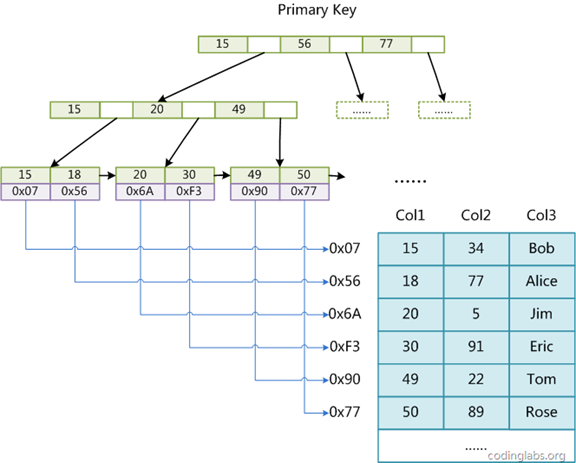 Primary Key
15 56 77
15 20 49
...... ......
15 18 20 30 49 50
0x07 0x56 0x6A 0xF3 0x90 0x77
......
Col1 Col2 Col3
0x07 15 34 Bob
0x56 18 77 Alice
0x6A 20 5 Jim
0xF3 30 91 Eric
0x90 49 22 Tom
0x77 50 89 Rose
......
codinglabs.org